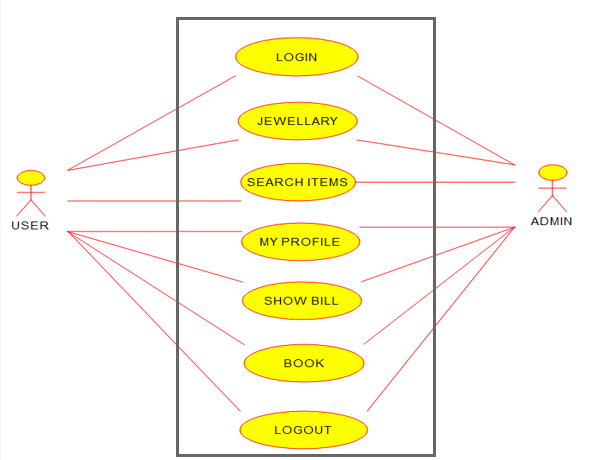 LOGIN
JEWELLARY
SEARCH ITEMS
USER
ADMIN
MY PROFILE
SHOW BILL
BOOK
LOGOUT